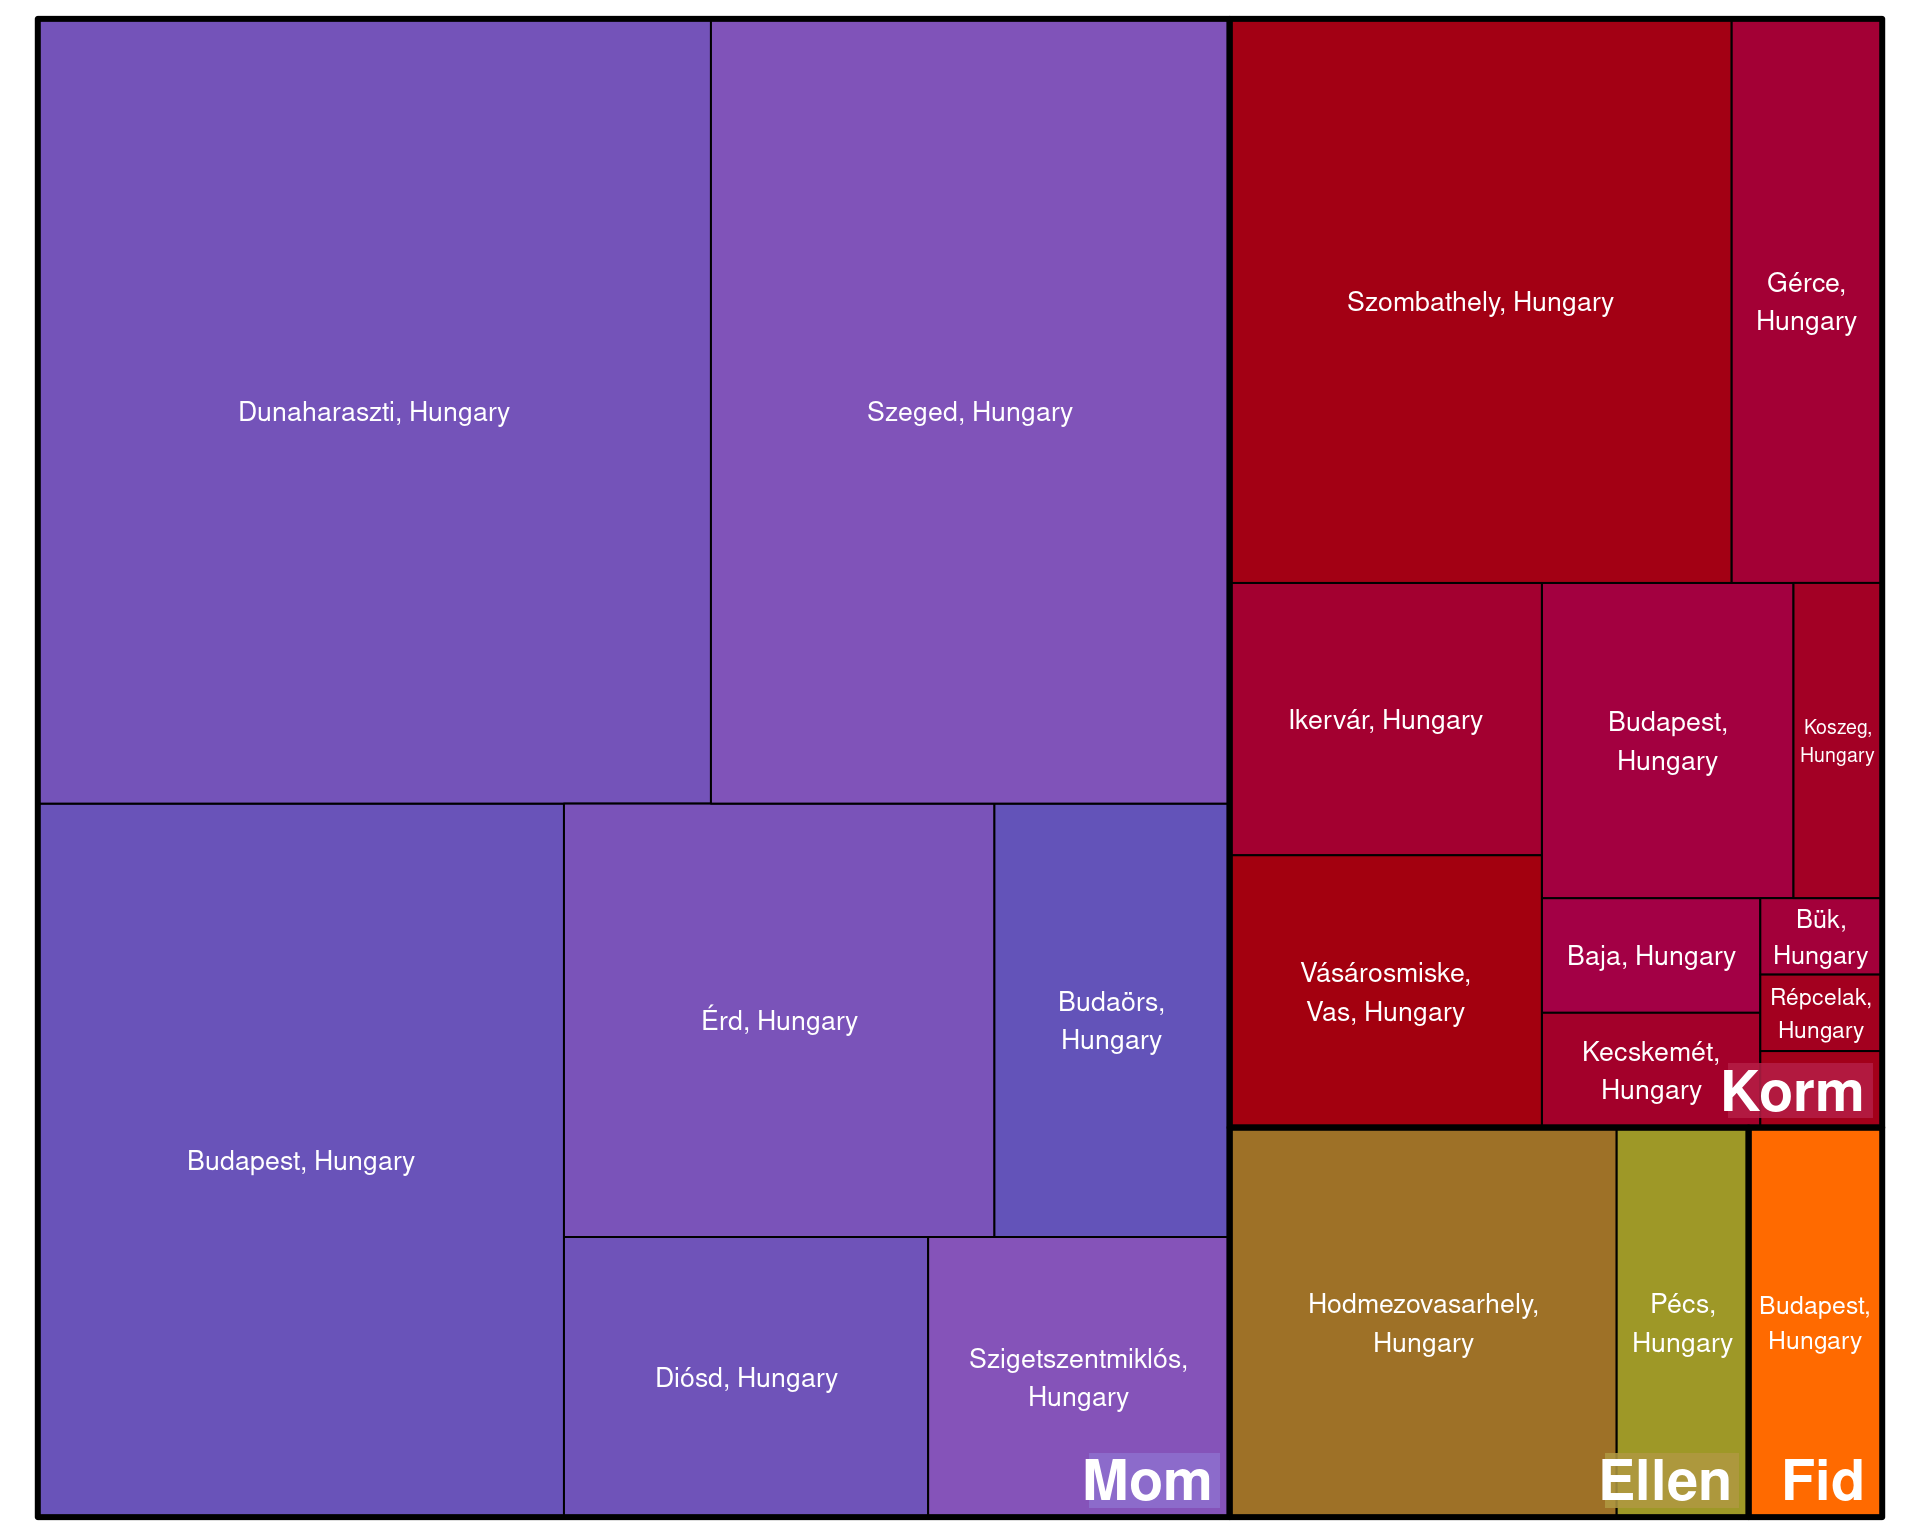 Dunaharaszti, Hungary
Szeged, Hungary
Budapest, Hungary
Érd, Hungary
Budaörs,
Hungary
Diósd, Hungary
Szigetszentmiklós,
Hungary
Mom
Szombathely, Hungary
Gérce,
Hungary
Ikervár, Hungary
Budapest,
Hungary
Koszeg,
Hungary
Vásárosmiske,
Vas, Hungary
Baja, Hungary
Bük,
Hungary
Répcelak,
Hungary
Kecskemét,
Hungary
Korm
Hodmezovasarhely,
Hungary
Pécs,
Hungary
Ellen
Budapest,
Hungary
Fid